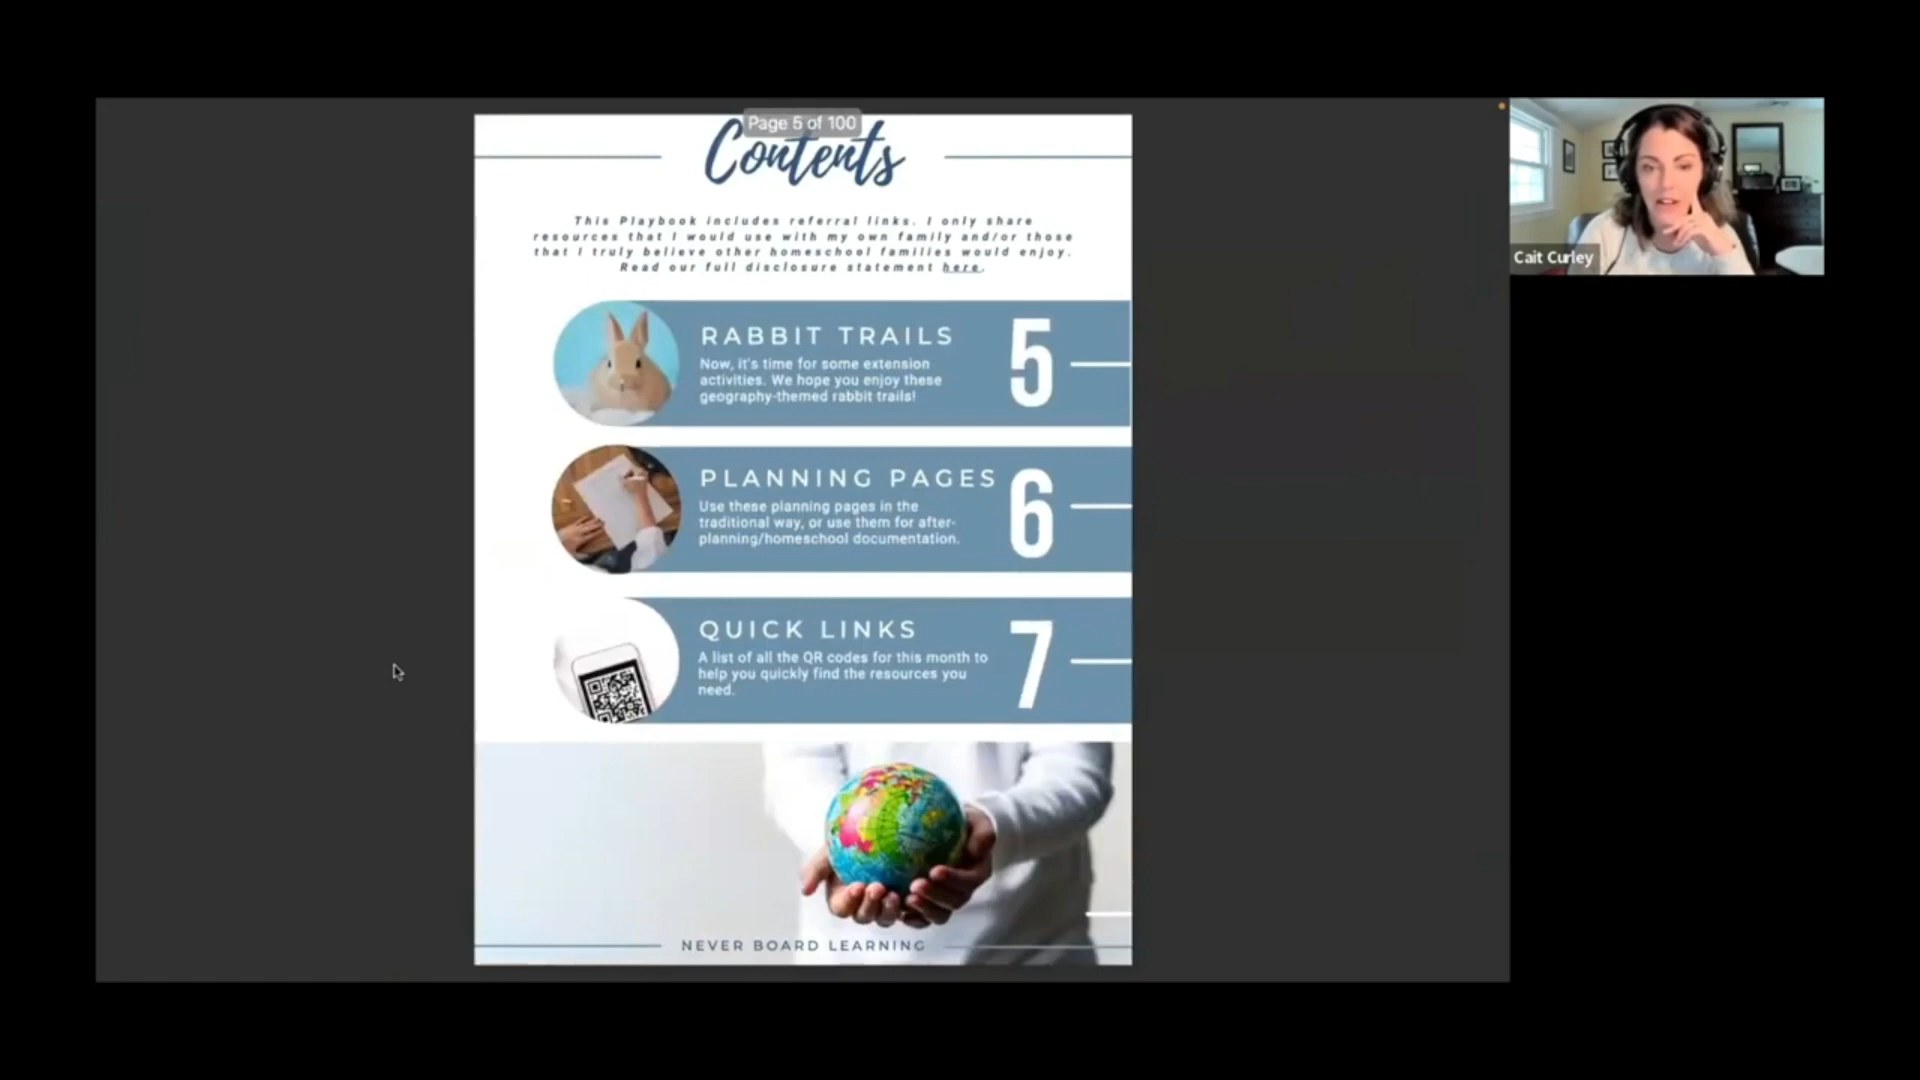 Page 5 of 100
Contents
This Playbook includes referral links. I only share
resources that I would use with my own family and/or those
that I truly believe other homeschool families would enjoy.
Read our full disclosure statement here.
RABBIT TRAILS
Now, it's time for some extension
activities. We hope you enjoy these
geography-themed rabbit trails!
5
PLANNING PAGES
Use these planning pages in the
traditional way, or use them for after-
planning/homeschool documentation.
6
QUICK LINKS
A list of all the QR codes for this month to
help you quickly find the resources you
need.
7
NEVER BOARD LEARNING
Cait Curley